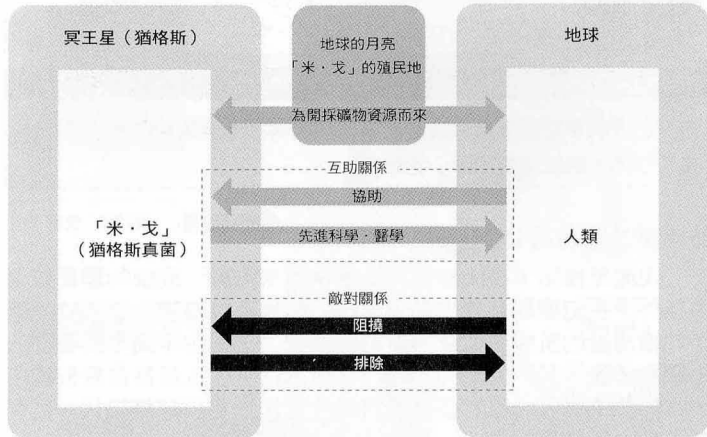 冥王星（猶格斯）
地球的月亮
「米・戈」的殖民地
地球
為開採礦物資源而來
互助關係
協助
「米・戈」
（猶格斯真菌）
先進科學・醫學
人類
敵對關係
阻撓
排除